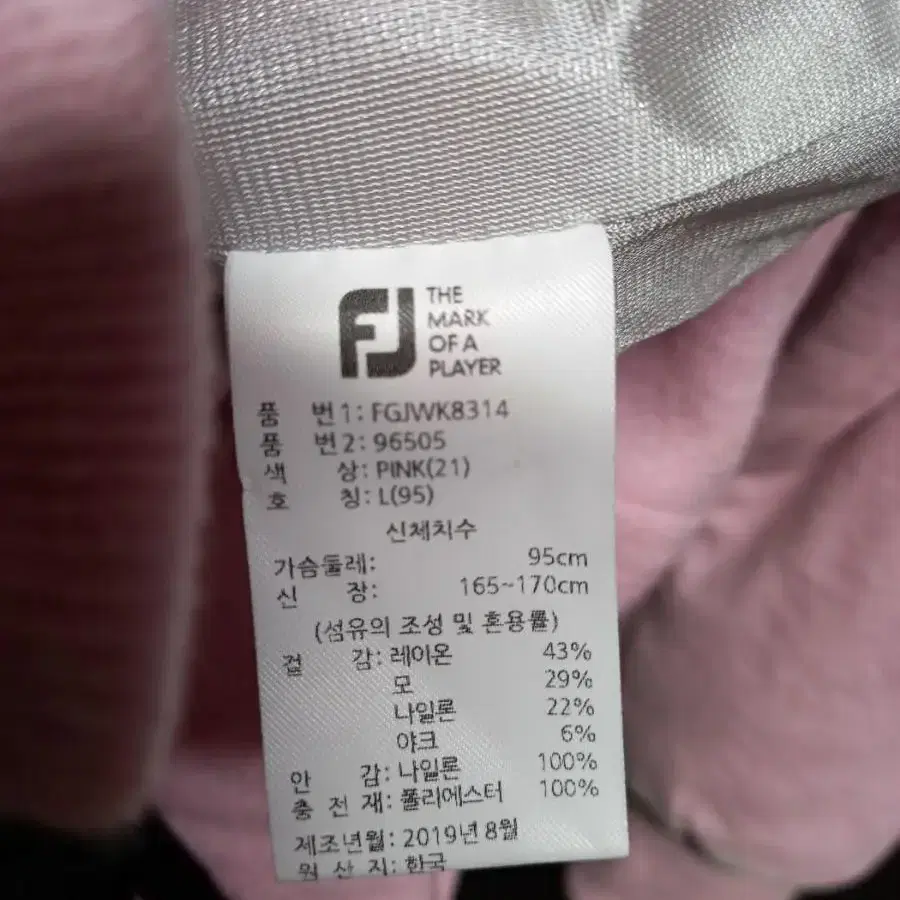 FJ THE
MARK
OF A
PLAYER
품 번1: FGJWK8314
품 번2: 96505
색 상: PINK(21)
호 칭: L(95)
신체치수
가슴둘레: 95cm
신 장: 165~170cm
(섬유의 조성 및 혼용률)
겉 감: 레이온 43%
모 29%
나일론 22%
야크 6%
안 감: 나일론 100%
충 전 재: 폴리에스터 100%
제조년월: 2019년 8월
원 산 지: 한국